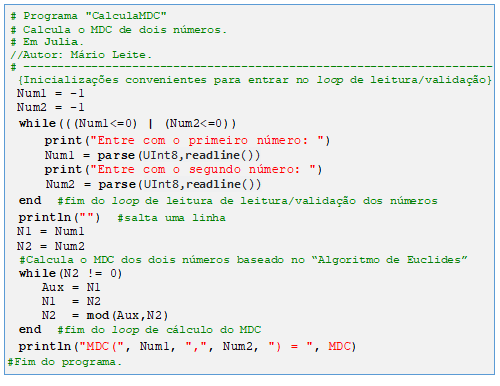 # Programa "CalculaMDC"
# Calcula o MDC de dois números.
# Em Julia.
//Autor: Mário Leite.
# ---------------------------------------------------------------------
{Inicializações convenientes para entrar no loop de leitura/validação}
Num1 = -1
Num2 = -1
while(((Num1<=0) | (Num2<=0))
print("Entre com o primeiro número: ")
Num1 = parse(UInt8,readline())
print("Entre com o segundo número: ")
Num2 = parse(UInt8,readline())
end #fim do loop de leitura de leitura/validação dos números
println("") #salta uma linha
N1 = Num1
N2 = Num2
#Calcula o MDC dos dois números baseado no “Algoritmo de Euclides”
while(N2 != 0)
Aux = N1
N1 = N2
N2 = mod(Aux,N2)
end #fim do loop de cálculo do MDC
println("MDC(", Num1, ",", Num2, ") = ", MDC)
#Fim do programa.